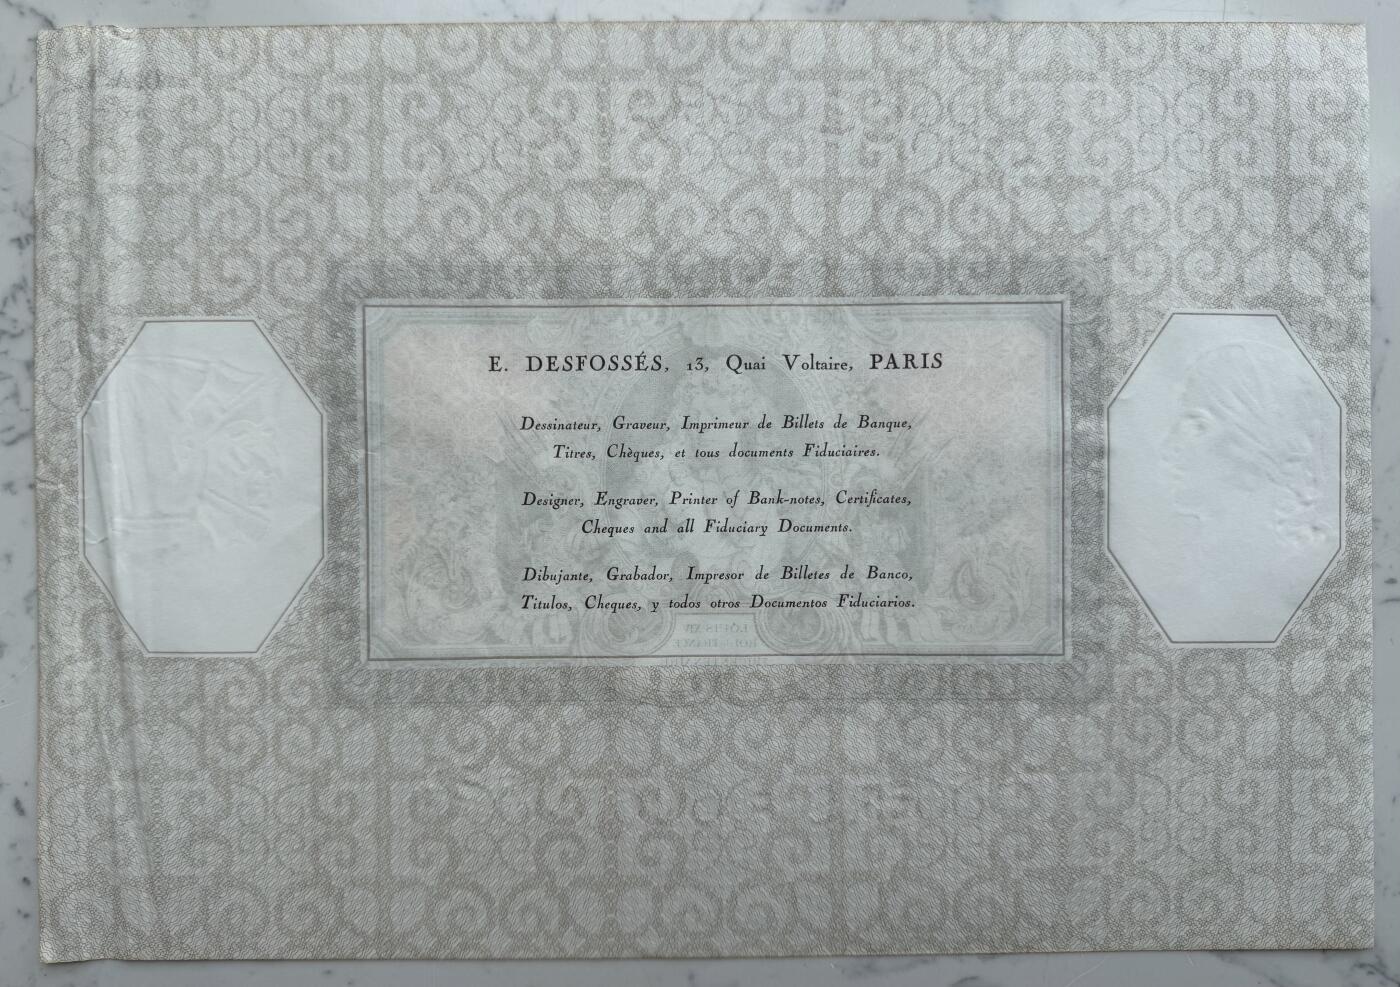 E. DESFOSSÉS, 13, Quai Voltaire, PARIS
Dessinateur, Graveur, Imprimeur de Billets de Banque,
Titres, Chèques, et tous documents Fiduciaires.
Designer, Engraver, Printer of Bank-notes, Certificates,
Cheques and all Fiduciary Documents.
Dibujante, Grabador, Impresor de Billetes de Banco,
Titulos, Cheques, y todos otros Documentos Fiduciarios.
LOUIS XIV